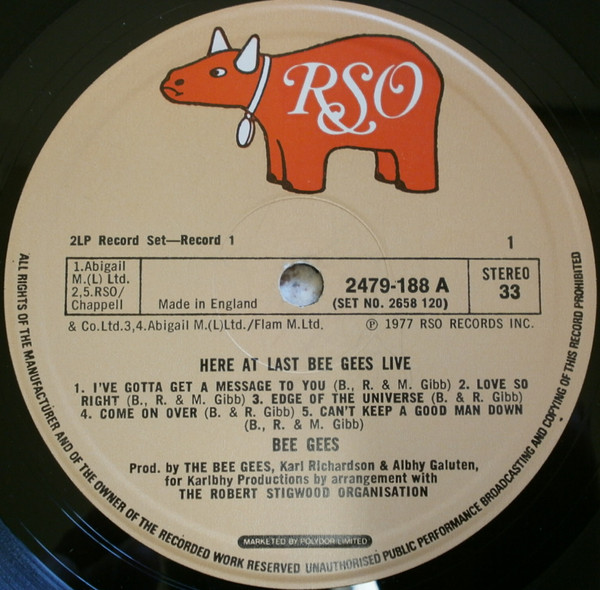 RSO
2LP Record Set—Record 1
1
1.Abigail
M.(L) Ltd.
2,5.RSO/
Chappell
Made in England
2479-188 A
(SET NO. 2658 120)
STEREO
33
& Co.Ltd.3,4.Abigail M.(L)Ltd./Flam M.Ltd.
℗ 1977 RSO RECORDS INC.
HERE AT LAST BEE GEES LIVE
1. I'VE GOTTA GET A MESSAGE TO YOU (B., R. & M. Gibb) 2. LOVE SO
RIGHT (B., R. & M. Gibb) 3. EDGE OF THE UNIVERSE (B. & R. Gibb)
4. COME ON OVER (B. & R. Gibb) 5. CAN'T KEEP A GOOD MAN DOWN
(B., R. & M. Gibb)
BEE GEES
Prod. by THE BEE GEES, Karl Richardson & Albhy Galuten,
for Karlbhy Productions by arrangement with
THE ROBERT STIGWOOD ORGANISATION
MARKETED BY POLYDOR LIMITED
ALL RIGHTS OF THE MANUFACTURER AND OF THE OWNER OF THE RECORDED WORK RESERVED UNAUTHORISED PUBLIC PERFORMANCE BROADCASTING AND COPYING OF THIS RECORD PROHIBITED